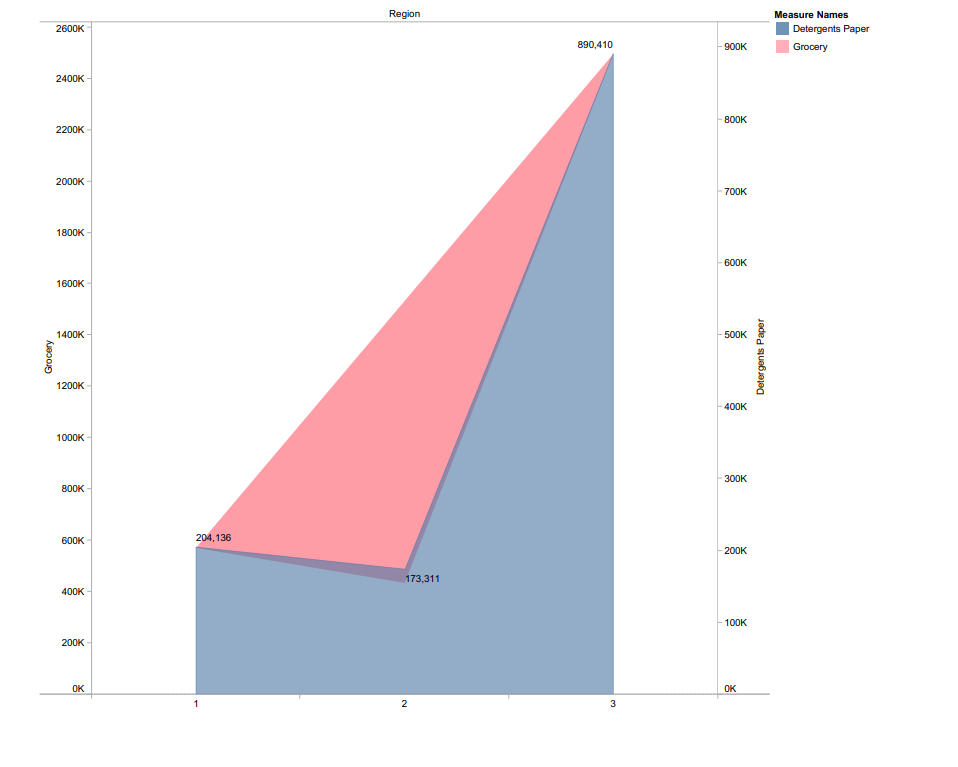 Region
Measure Names
Detergents Paper
Grocery
2600K
2400K
2200K
2000K
1800K
1600K
1400K
1200K
1000K
800K
600K
400K
200K
0K
Grocery
890,410
204,136
173,311
900K
800K
700K
600K
500K
400K
300K
200K
100K
0K
Detergents Paper
1 2 3